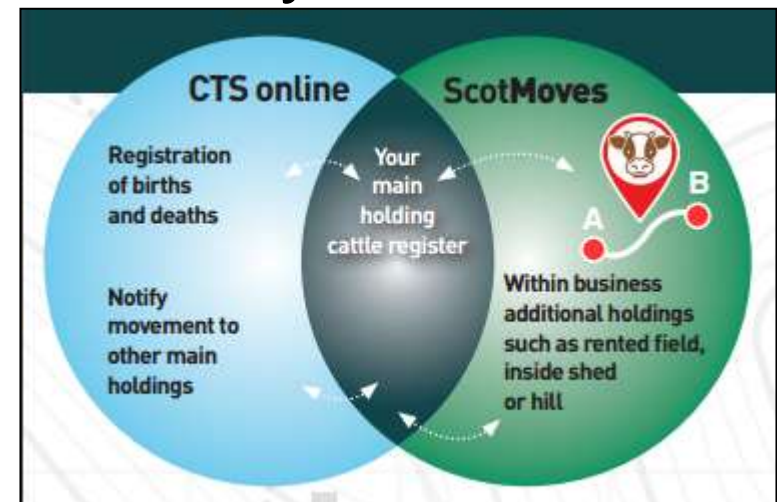 CTS online
Registration
of births
and deaths
Notify
movement to
other main
holdings
Your
main
holding
cattle register
ScotMoves
A
B
Within business
additional holdings
such as rented field,
inside shed
or hill